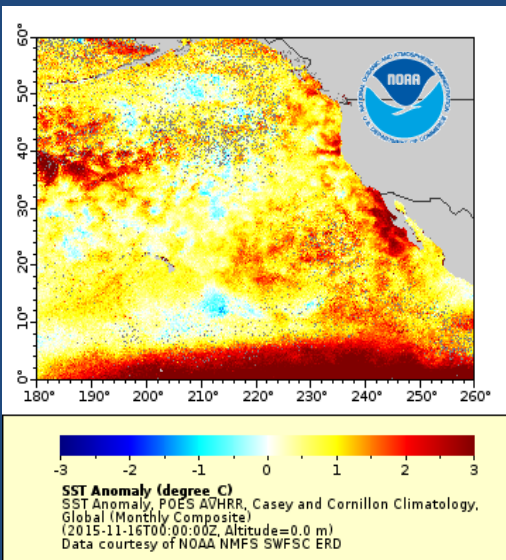 60°
50°
40°
30°
20°
10°
0°
180° 190° 200° 210° 220° 230° 240° 250° 260°
NATIONAL OCEANIC AND ATMOSPHERIC ADMINISTRATION
NOAA
U.S. DEPARTMENT OF COMMERCE
-3 -2 -1 0 1 2 3
SST Anomaly (degree_C)
SST Anomaly, POES AVHRR, Casey and Cornillon Climatology,
Global (Monthly Composite)
(2015-11-16T00:00:00Z, Altitude=0.0 m)
Data courtesy of NOAA NMFS SWFSC ERD